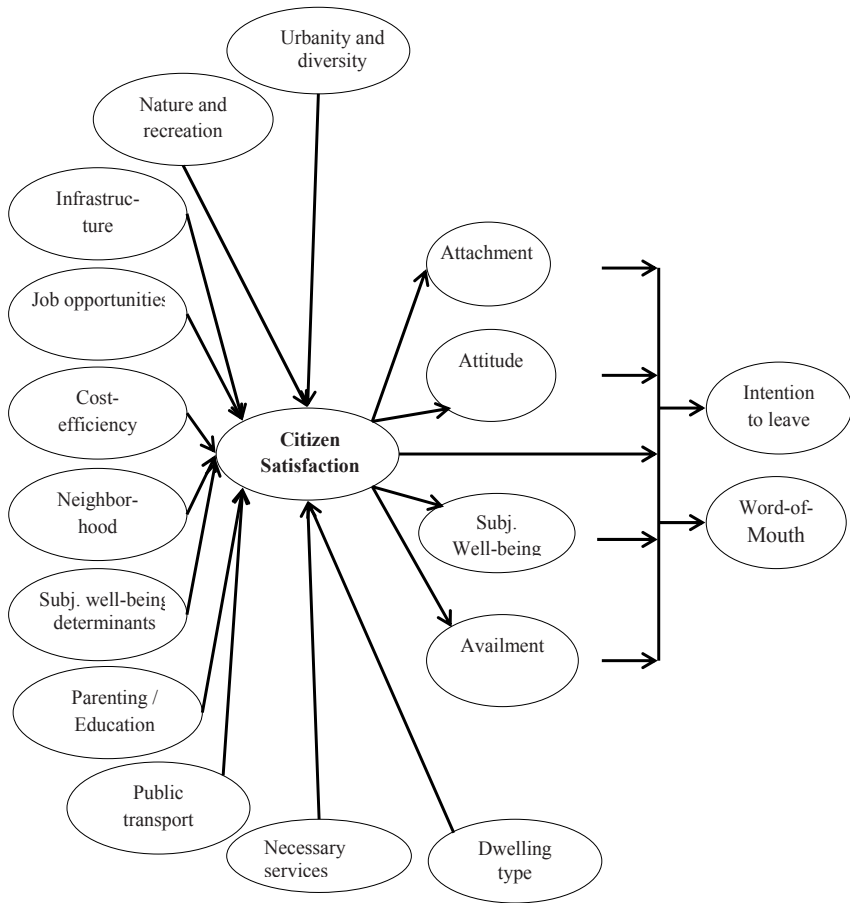 Urbanity and
diversity
Nature and
recreation
Infrastruc-
ture
Attachment
Job opportunities
Attitude
Cost-
efficiency
Intention
to leave
Citizen
Satisfaction
Neighbor-
hood
Subj.
Well-being
Word-of-
Mouth
Subj. well-being
determinants
Availment
Parenting /
Education
Public
transport
Necessary
services
Dwelling
type